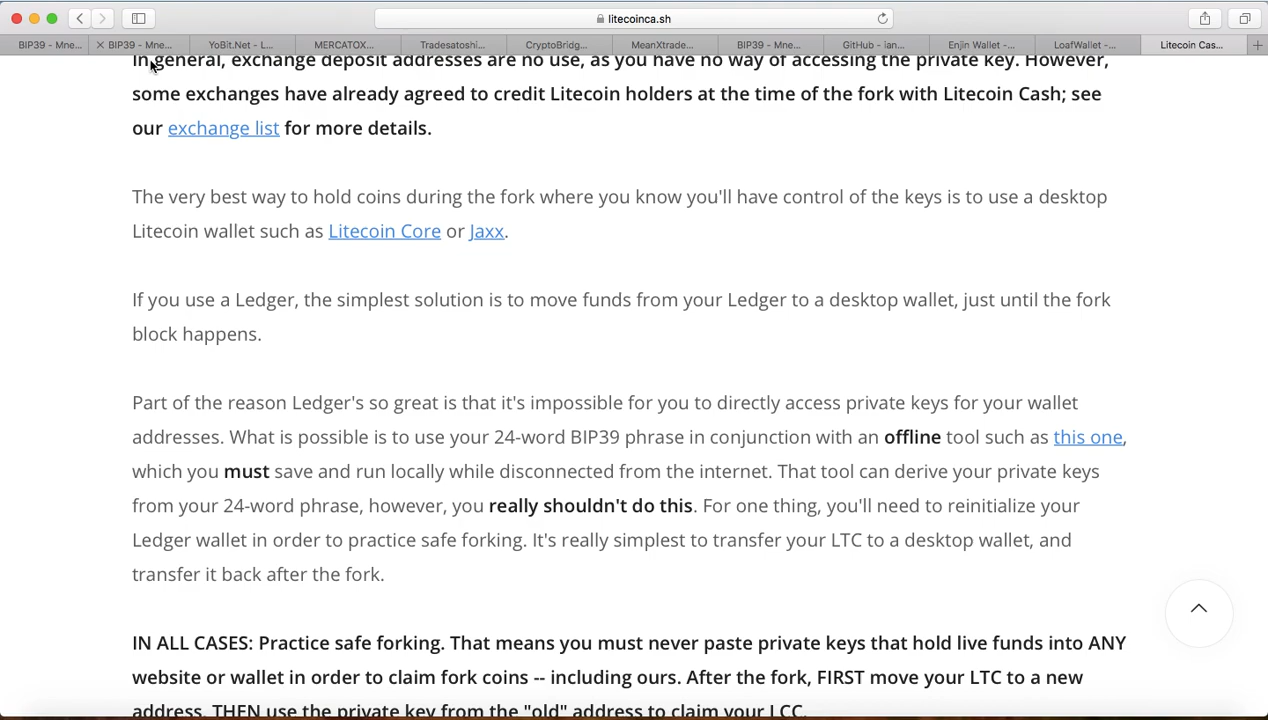 litecoinca.sh
BIP39 - Mne...
BIP39 - Mne...
YoBit.Net - L...
MERCATOX...
Tradesatoshi...
CryptoBridg...
MeanXtrade...
BIP39 - Mne...
GitHub - ian...
Enjin Wallet -...
LoafWallet -...
Litecoin Cas...
In general, exchange deposit addresses are no use, as you have no way of accessing the private key. However,
some exchanges have already agreed to credit Litecoin holders at the time of the fork with Litecoin Cash; see
our exchange list for more details.
The very best way to hold coins during the fork where you know you'll have control of the keys is to use a desktop
Litecoin wallet such as Litecoin Core or Jaxx.
If you use a Ledger, the simplest solution is to move funds from your Ledger to a desktop wallet, just until the fork
block happens.
Part of the reason Ledger's so great is that it's impossible for you to directly access private keys for your wallet
addresses. What is possible is to use your 24-word BIP39 phrase in conjunction with an offline tool such as this one,
which you must save and run locally while disconnected from the internet. That tool can derive your private keys
from your 24-word phrase, however, you really shouldn't do this. For one thing, you'll need to reinitialize your
Ledger wallet in order to practice safe forking. It's really simplest to transfer your LTC to a desktop wallet, and
transfer it back after the fork.
IN ALL CASES: Practice safe forking. That means you must never paste private keys that hold live funds into ANY
website or wallet in order to claim fork coins -- including ours. After the fork, FIRST move your LTC to a new
address. THEN use the private key from the "old" address to claim your LCC.